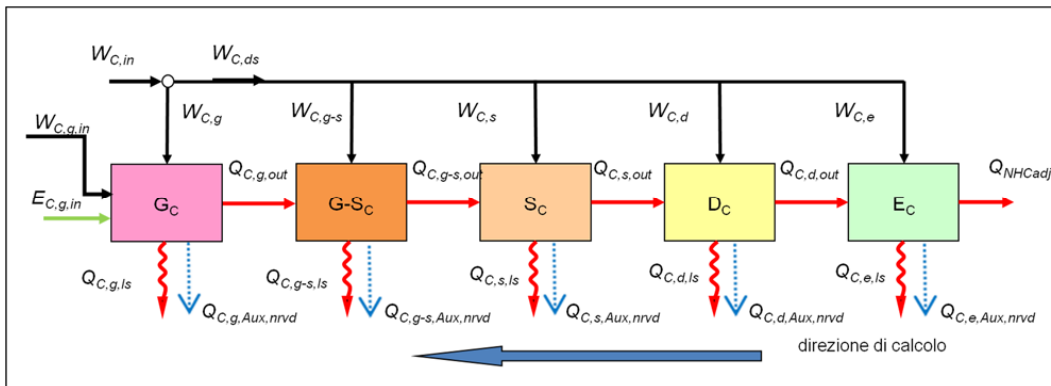 W_C,in
W_C,ds
W_C,g
W_C,g-s
W_C,s
W_C,d
W_C,e
W_C,g,in
Q_C,g,out
Q_C,g-s,out
Q_C,s,out
Q_C,d,out
Q_NHCadj
E_C,g,in
G_C
G-S_C
S_C
D_C
E_C
Q_C,g,ls
Q_C,g-s,ls
Q_C,s,ls
Q_C,d,ls
Q_C,e,ls
Q_C,g,Aux,nrvd
Q_C,g-s,Aux,nrvd
Q_C,s,Aux,nrvd
Q_C,d,Aux,nrvd
Q_C,e,Aux,nrvd
direzione di calcolo